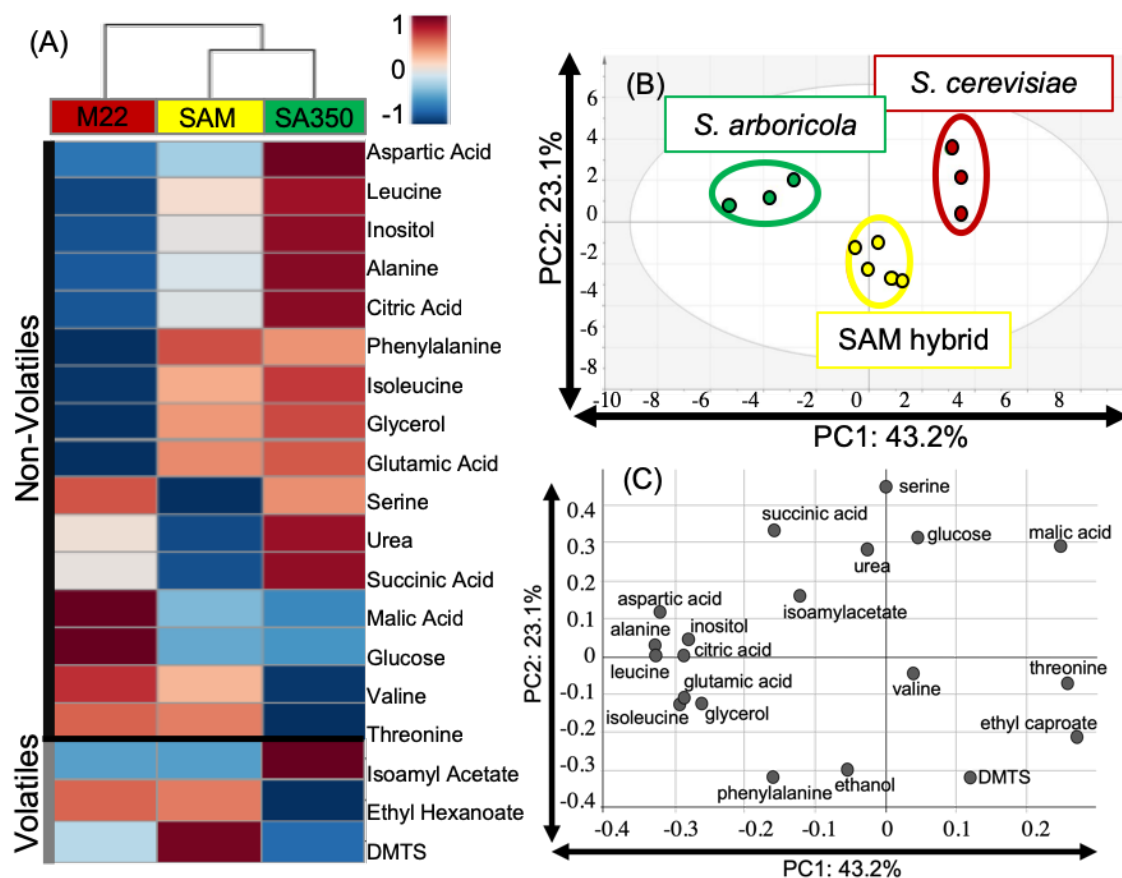 (A)
1
0
-1
M22 SAM SA350
Non-Volatiles
Aspartic Acid
Leucine
Inositol
Alanine
Citric Acid
Phenylalanine
Isoleucine
Glycerol
Glutamic Acid
Serine
Urea
Succinic Acid
Malic Acid
Glucose
Valine
Threonine
Volatiles
Isoamyl Acetate
Ethyl Hexanoate
DMTS
(B)
S. cerevisiae
S. arboricola
SAM hybrid
PC2: 23.1%
6
4
2
0
-2
-4
-6
-8
-10 -8 -6 -4 -2 0 2 4 6 8
PC1: 43.2%
(C)
serine
succinic acid
glucose
malic acid
urea
isoamylacetate
aspartic acid
alanine
inositol
citric acid
leucine
glutamic acid
valine
threonine
isoleucine
glycerol
ethyl caproate
phenylalanine
ethanol
DMTS
PC2: 23.1%
0.4
0.3
0.2
0.1
0
-0.1
-0.2
-0.3
-0.4
-0.4 -0.3 -0.2 -0.1 0 0.1 0.2
PC1: 43.2%